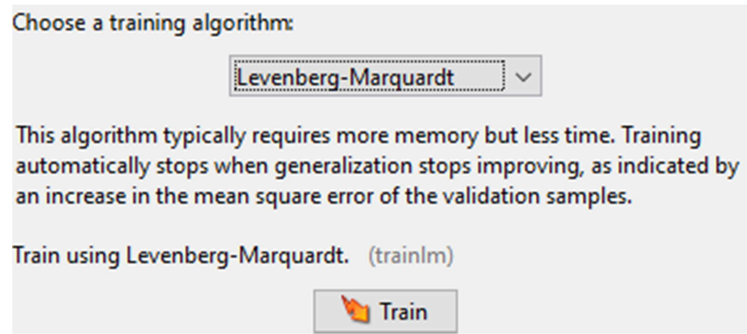 Choose a training algorithm:
Levenberg-Marquardt
This algorithm typically requires more memory but less time. Training
automatically stops when generalization stops improving, as indicated by
an increase in the mean square error of the validation samples.
Train using Levenberg-Marquardt. (trainlm)
Train